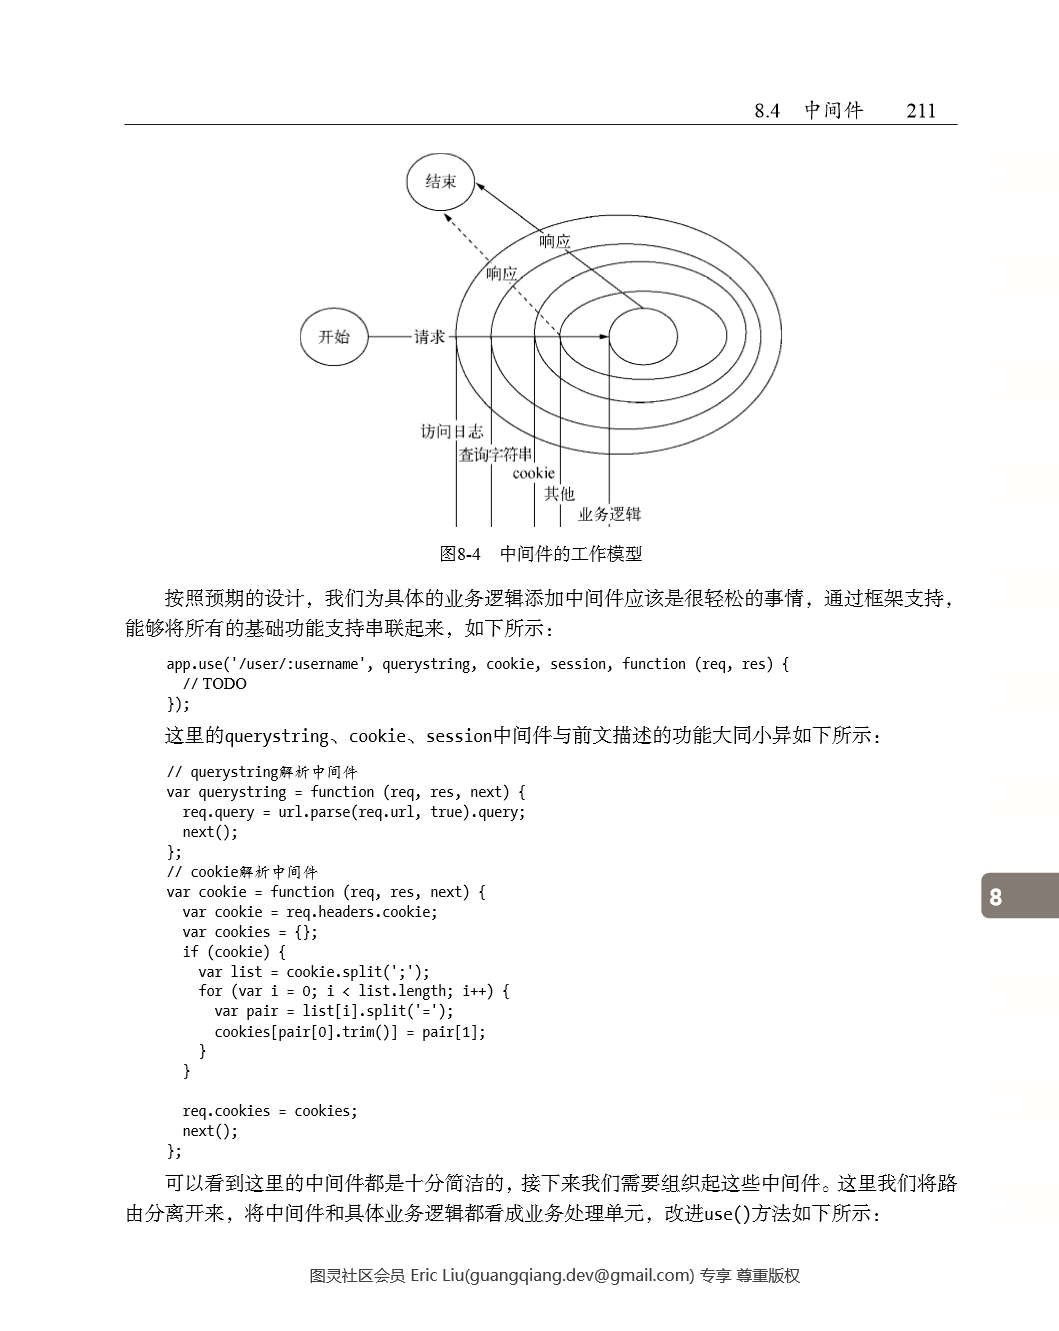 8.4 中间件 211
结束
响应
响应
开始
请求
访问日志
查询字符串
cookie
其他
业务逻辑
图8-4 中间件的工作模型
按照预期的设计，我们为具体的业务逻辑添加中间件应该是很轻松的事情，通过框架支持，
能够将所有的基础功能支持串联起来，如下所示：
app.use('/user/:username', querystring, cookie, session, function (req, res) {
  // TODO
});
这里的querystring、cookie、session中间件与前文描述的功能大同小异如下所示：
// querystring解析中间件
var querystring = function (req, res, next) {
  req.query = url.parse(req.url, true).query;
  next();
};
// cookie解析中间件
var cookie = function (req, res, next) {
  var cookie = req.headers.cookie;
  var cookies = {};
  if (cookie) {
    var list = cookie.split(';');
    for (var i = 0; i < list.length; i++) {
      var pair = list[i].split('=');
      cookies[pair[0].trim()] = pair[1];
    }
  }
  req.cookies = cookies;
  next();
};
8
可以看到这里的中间件都是十分简洁的，接下来我们需要组织起这些中间件。这里我们将路
由分离开来，将中间件和具体业务逻辑都看成业务处理单元，改进use()方法如下所示：
图灵社区会员 Eric Liu(guangqiang.dev@gmail.com) 专享 尊重版权